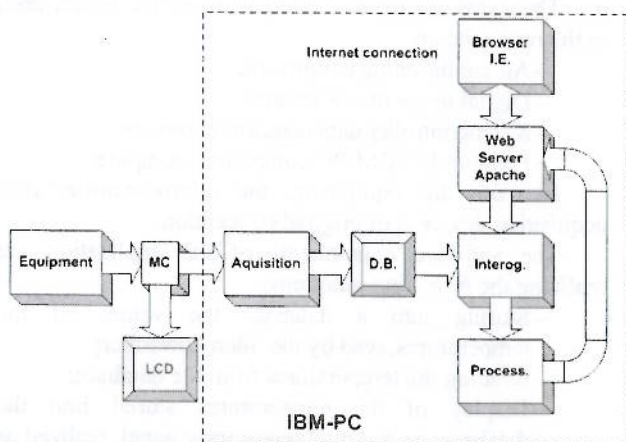 Internet connection
Browser
I.E.
Web
Server
Apache
Equipment
MC
Aquisition
D.B.
Interog.
LCD
Process.
IBM-PC